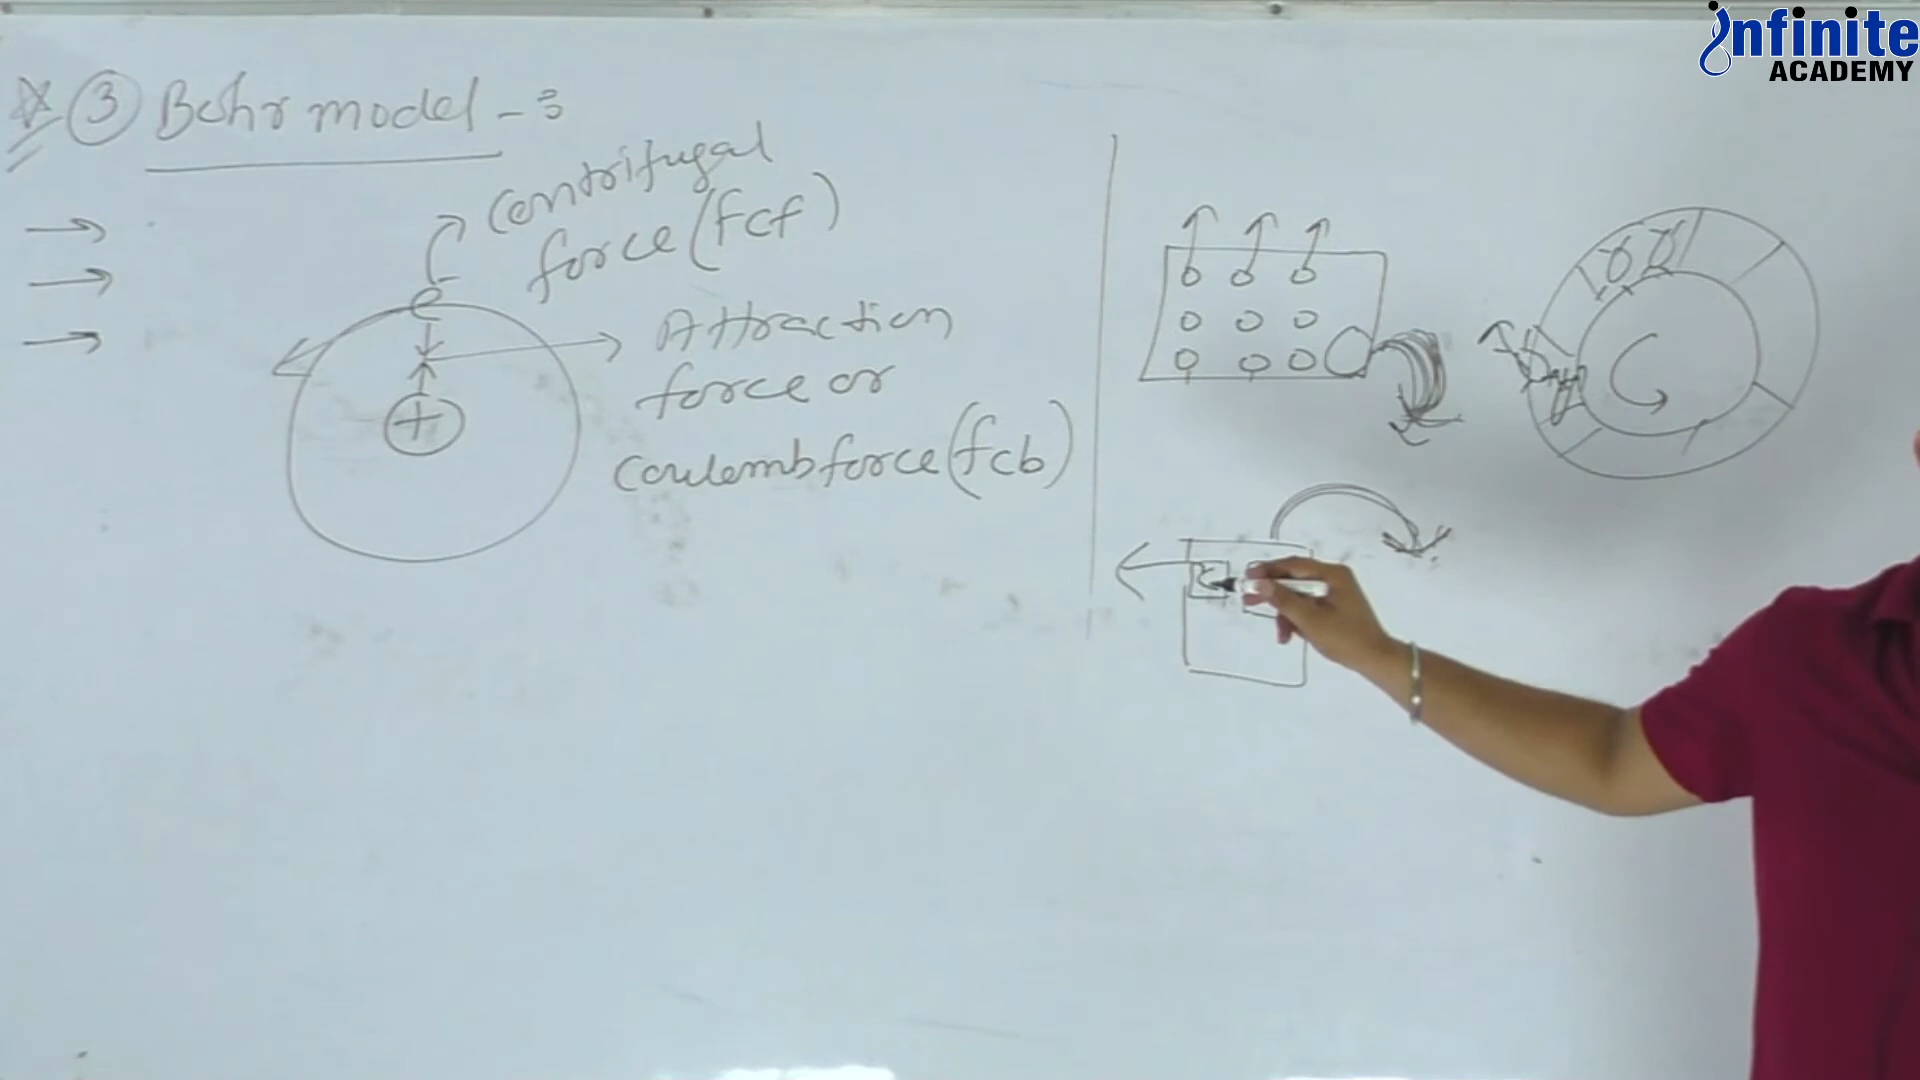 infinite
ACADEMY
③ Bohr model -:
Centrifugal
force (fcf)
e
Attraction
force or
Coulomb force (fcb)
+